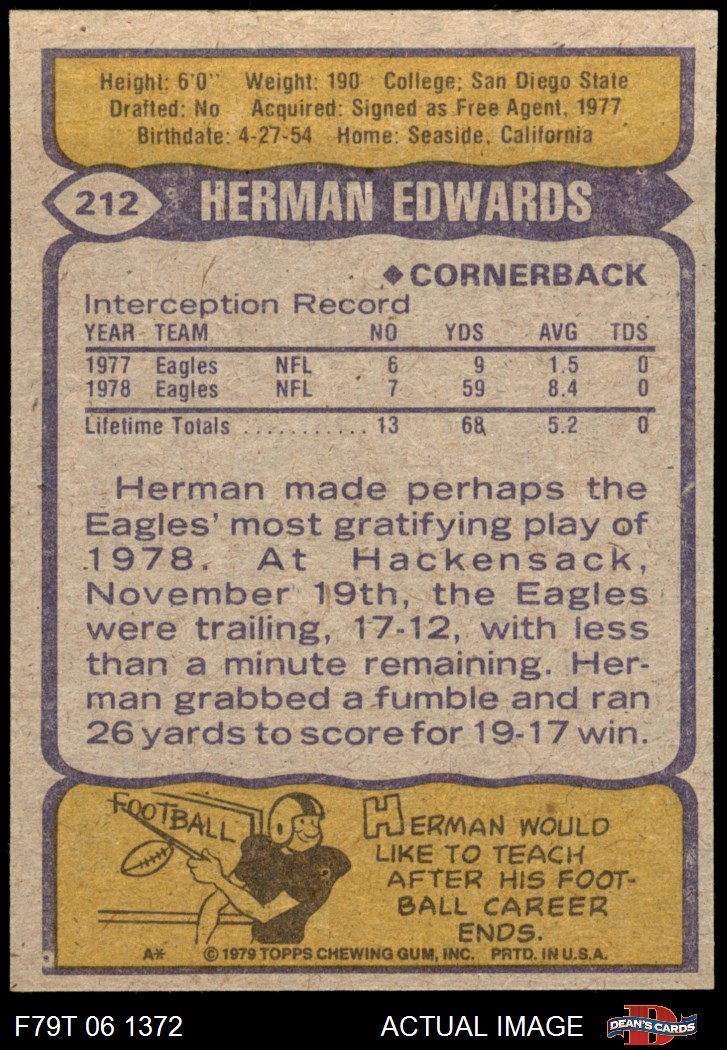 Height: 6'0" Weight: 190 College; San Diego State
Drafted: No Acquired: Signed as Free Agent, 1977
Birthdate: 4-27-54 Home: Seaside, California
212 HERMAN EDWARDS
◆ CORNERBACK
Interception Record
YEAR TEAM NO YDS AVG TDS
1977 Eagles NFL 6 9 1.5 0
1978 Eagles NFL 7 59 8.4 0
Lifetime Totals ........... 13 68 5.2 0
Herman made perhaps the
Eagles' most gratifying play of
1978. At Hackensack,
November 19th, the Eagles
were trailing, 17-12, with less
than a minute remaining. Her-
man grabbed a fumble and ran
26 yards to score for 19-17 win.
FOOTBALL
HERMAN WOULD
LIKE TO TEACH
AFTER HIS FOOT-
BALL CAREER
ENDS.
A* © 1979 TOPPS CHEWING GUM, INC. PRTD. IN U.S.A.
F79T 06 1372 ACTUAL IMAGE D DEAN'S CARDS